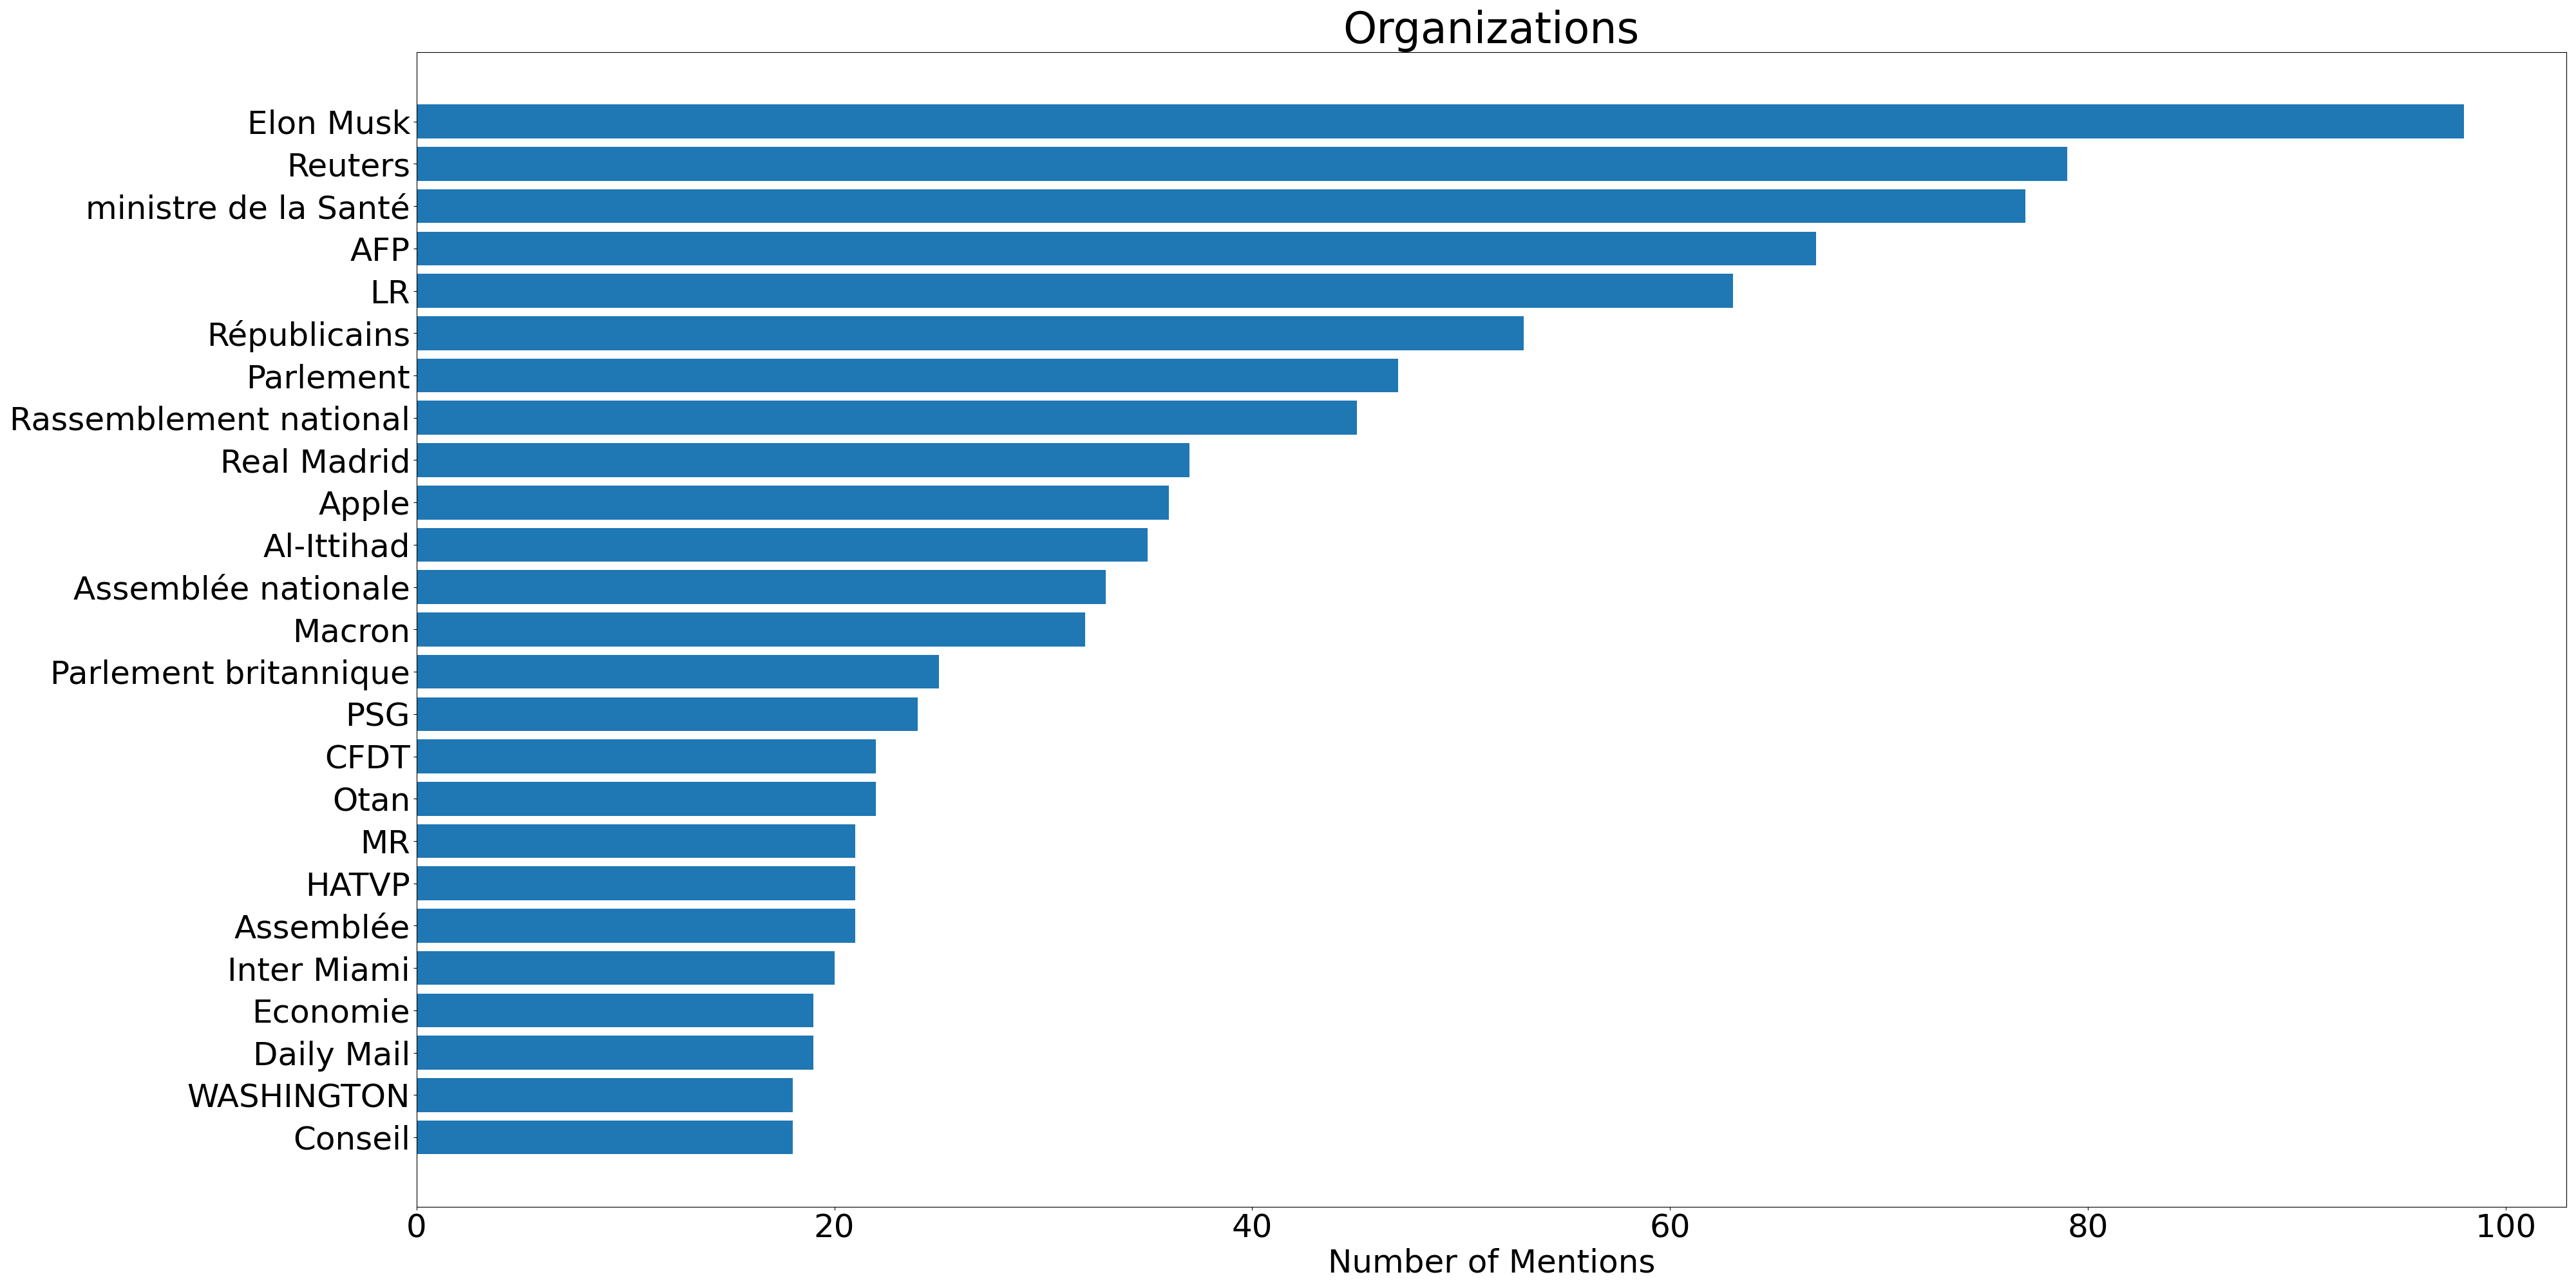 Organizations
Elon Musk
Reuters
ministre de la Santé
AFP
LR
Républicains
Parlement
Rassemblement national
Real Madrid
Apple
Al-Ittihad
Assemblée nationale
Macron
Parlement britannique
PSG
CFDT
Otan
MR
HATVP
Assemblée
Inter Miami
Economie
Daily Mail
WASHINGTON
Conseil
0 20 40 60 80 100
Number of Mentions